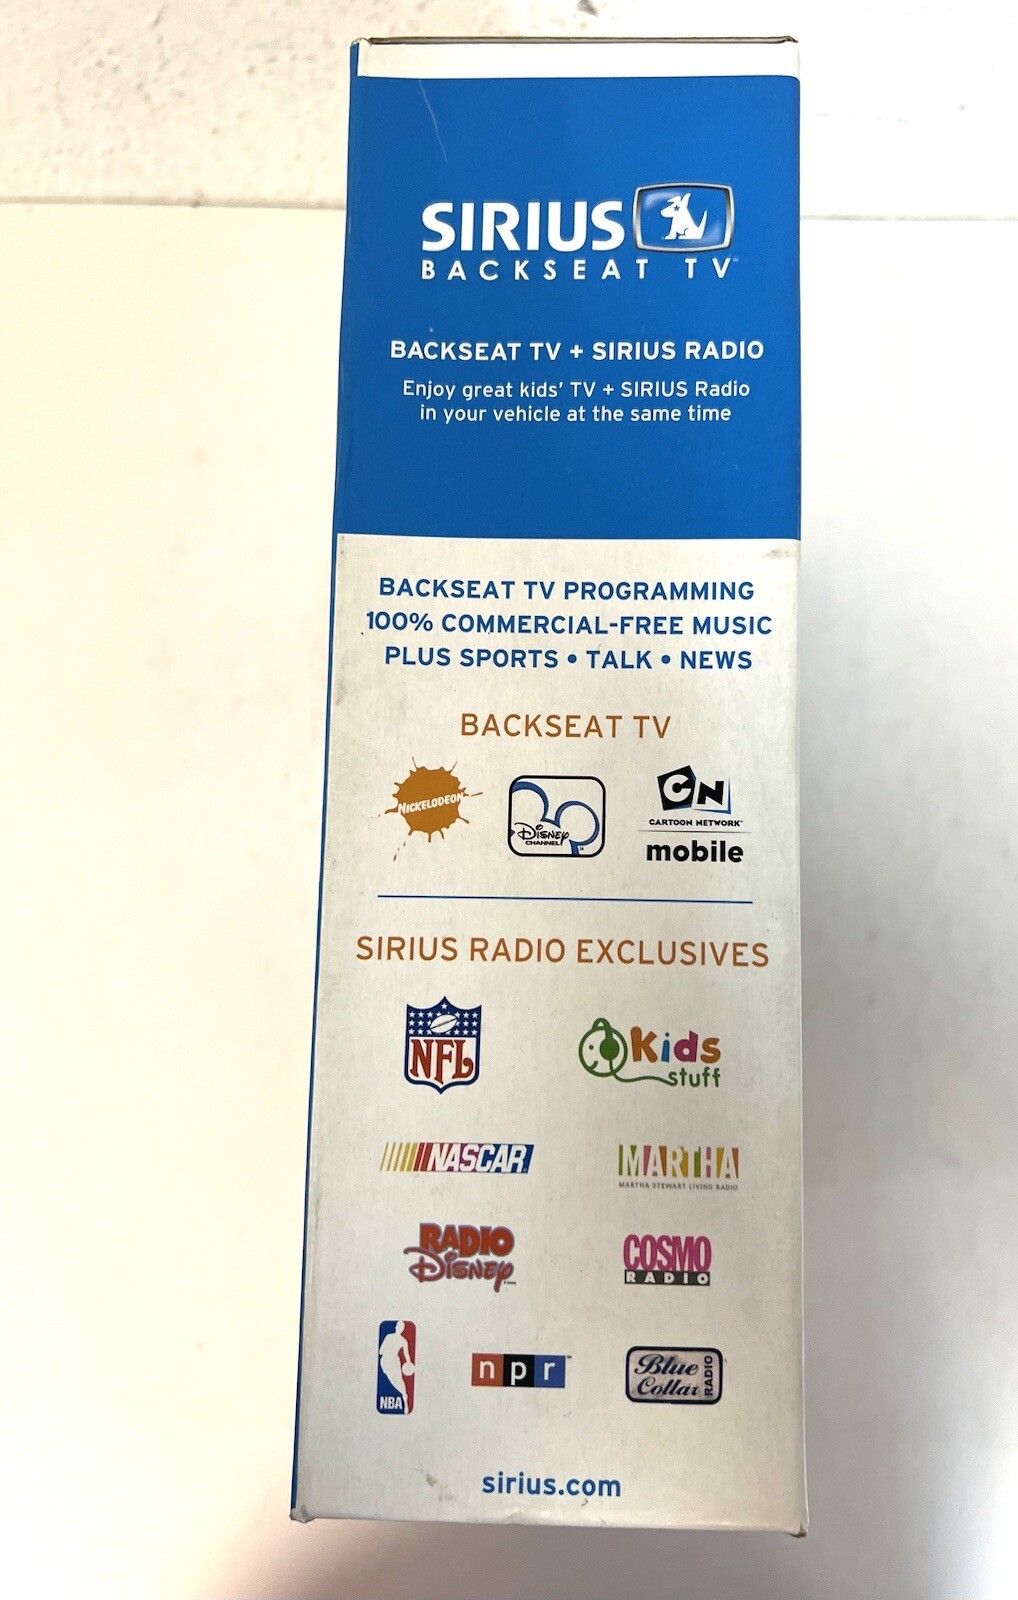 SIRIUS
BACKSEAT TV™
BACKSEAT TV + SIRIUS RADIO
Enjoy great kids' TV + SIRIUS Radio
in your vehicle at the same time
BACKSEAT TV PROGRAMMING
100% COMMERCIAL-FREE MUSIC
PLUS SPORTS • TALK • NEWS
BACKSEAT TV
NICKELODEON
Disney
CHANNEL
CN
CARTOON NETWORK
mobile
SIRIUS RADIO EXCLUSIVES
NFL
Kids
stuff
NASCAR
MARTHA
MARTHA STEWART LIVING RADIO
RADIO
Disney
COSMO
RADIO
NBA
npr
Blue
Collar
RADIO
sirius.com